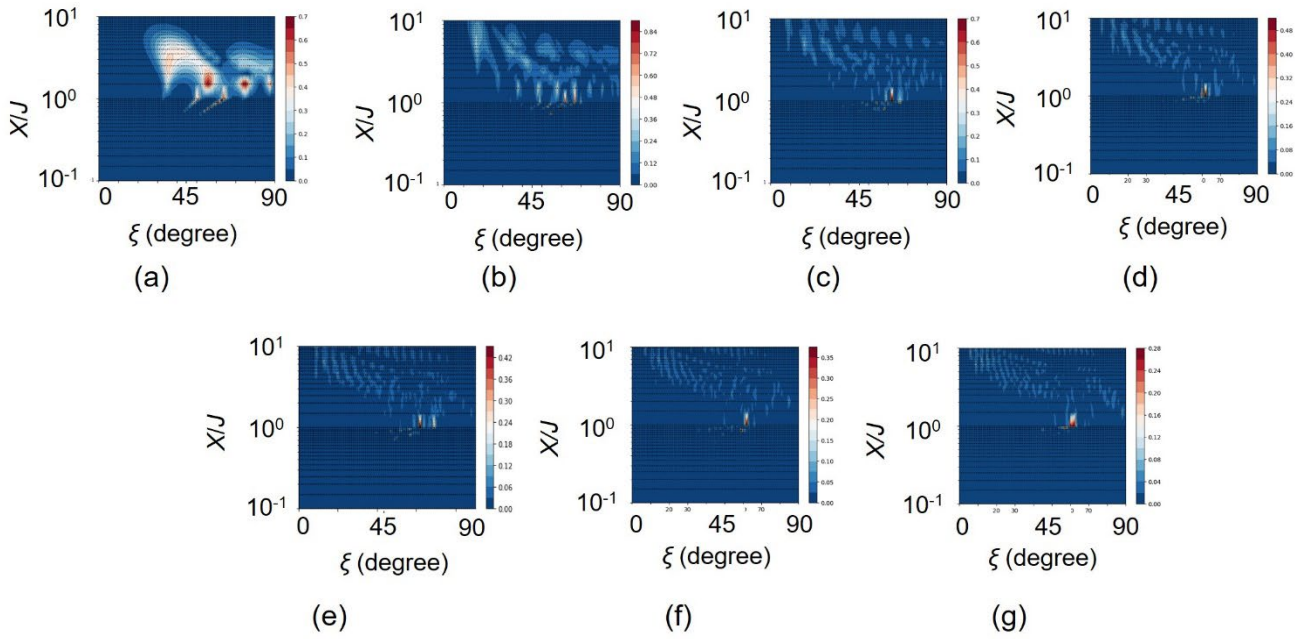 10¹ 0.7 10¹ 10¹ 0.7 10¹
0.6 0.84 0.6 0.48
0.5 0.72 0.5 0.40
X/J 10⁰ 0.4 X/J 10⁰ 0.60 X/J 10⁰ 0.4 X/J 10⁰ 0.32
0.3 0.48 0.3 0.24
0.2 0.36 0.2 0.16
0.1 0.24 0.1 0.08
0.12
10⁻¹ 0.0 10⁻¹ 0.00 10⁻¹ 0.0 10⁻¹ 0.00
20 30 0 70
0 45 90 0 45 90 0 45 90 0 45 90
ξ (degree) ξ (degree) ξ (degree) ξ (degree)
(a) (b) (c) (d)
10¹ 10¹ 10¹ 0.28
0.42 0.35 0.24
0.36 0.30 0.20
0.30 0.25 0.16
X/J 10⁰ 0.24 X/J 10⁰ 0.20 X/J 10⁰ 0.12
0.18 0.15 0.08
0.12 0.10 0.04
0.06 0.05
10⁻¹ 0.00 10⁻¹ 0.00 10⁻¹ 0.00
20 30 70 20 30 70
0 45 90 0 45 90 0 45 90
ξ (degree) ξ (degree) ξ (degree)
(e) (f) (g)